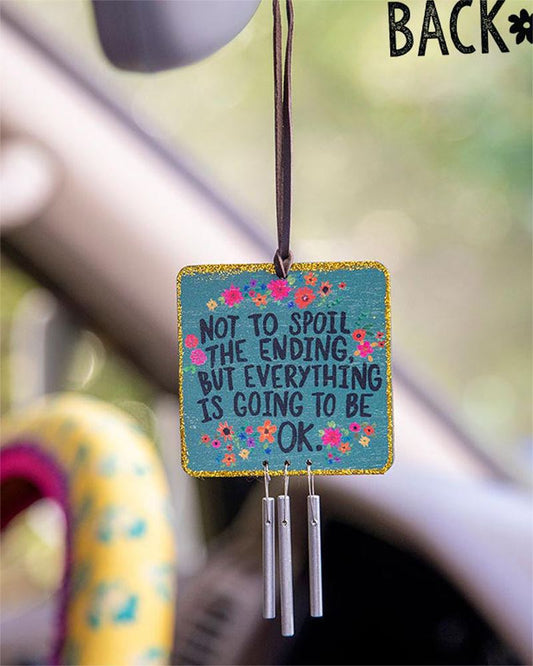 BACK
NOT TO SPOIL
THE ENDING,
BUT EVERYTHING
IS GOING TO BE
OK.